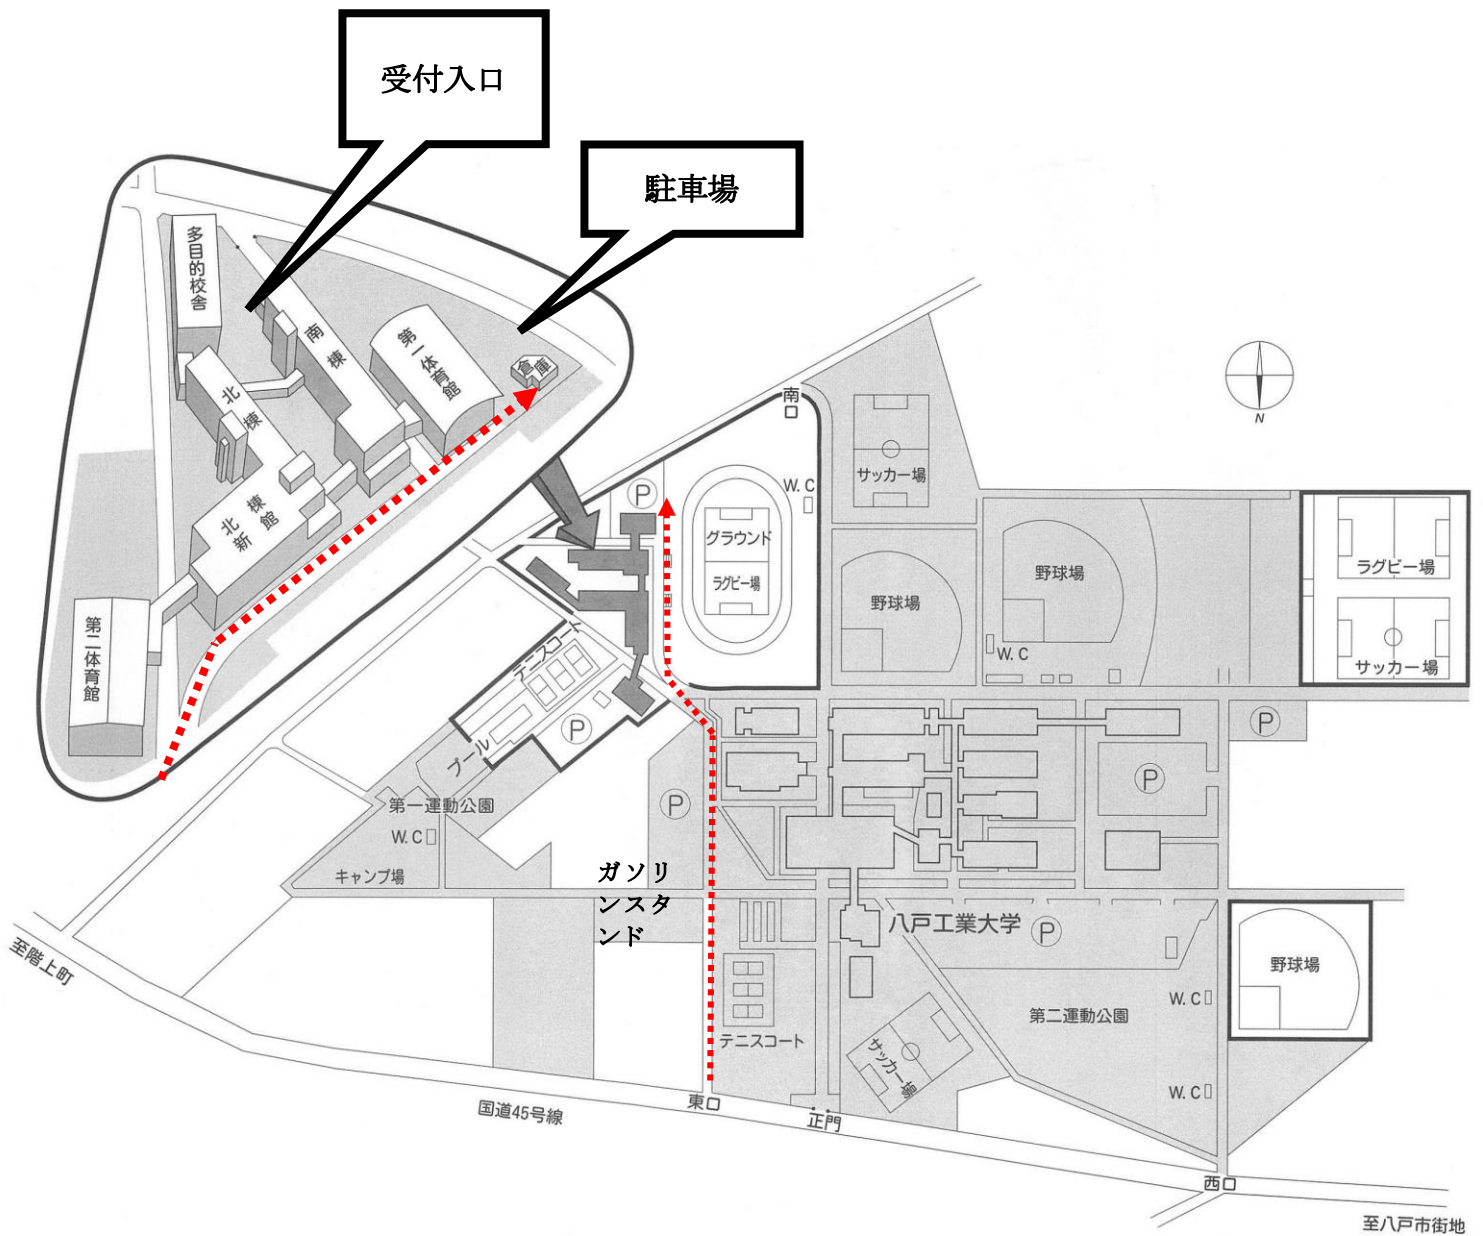 受付入口
駐車場
多目的校舎
南棟
第一体育館
倉庫
北棟
北棟
新館
第二体育館
南口
サッカー場
W.C
グラウンド
ラグビー場
野球場
野球場
W.C
ラグビー場
サッカー場
N
P
テニスコート
P
プール
第一運動公園
W.C
キャンプ場
P
P
P
ガソリ
ンスタ
ンド
八戸工業大学
P
野球場
W.C
第二運動公園
テニスコート
サッカー場
W.C
至階上町
国道45号線
東口
正門
西口
至八戸市街地